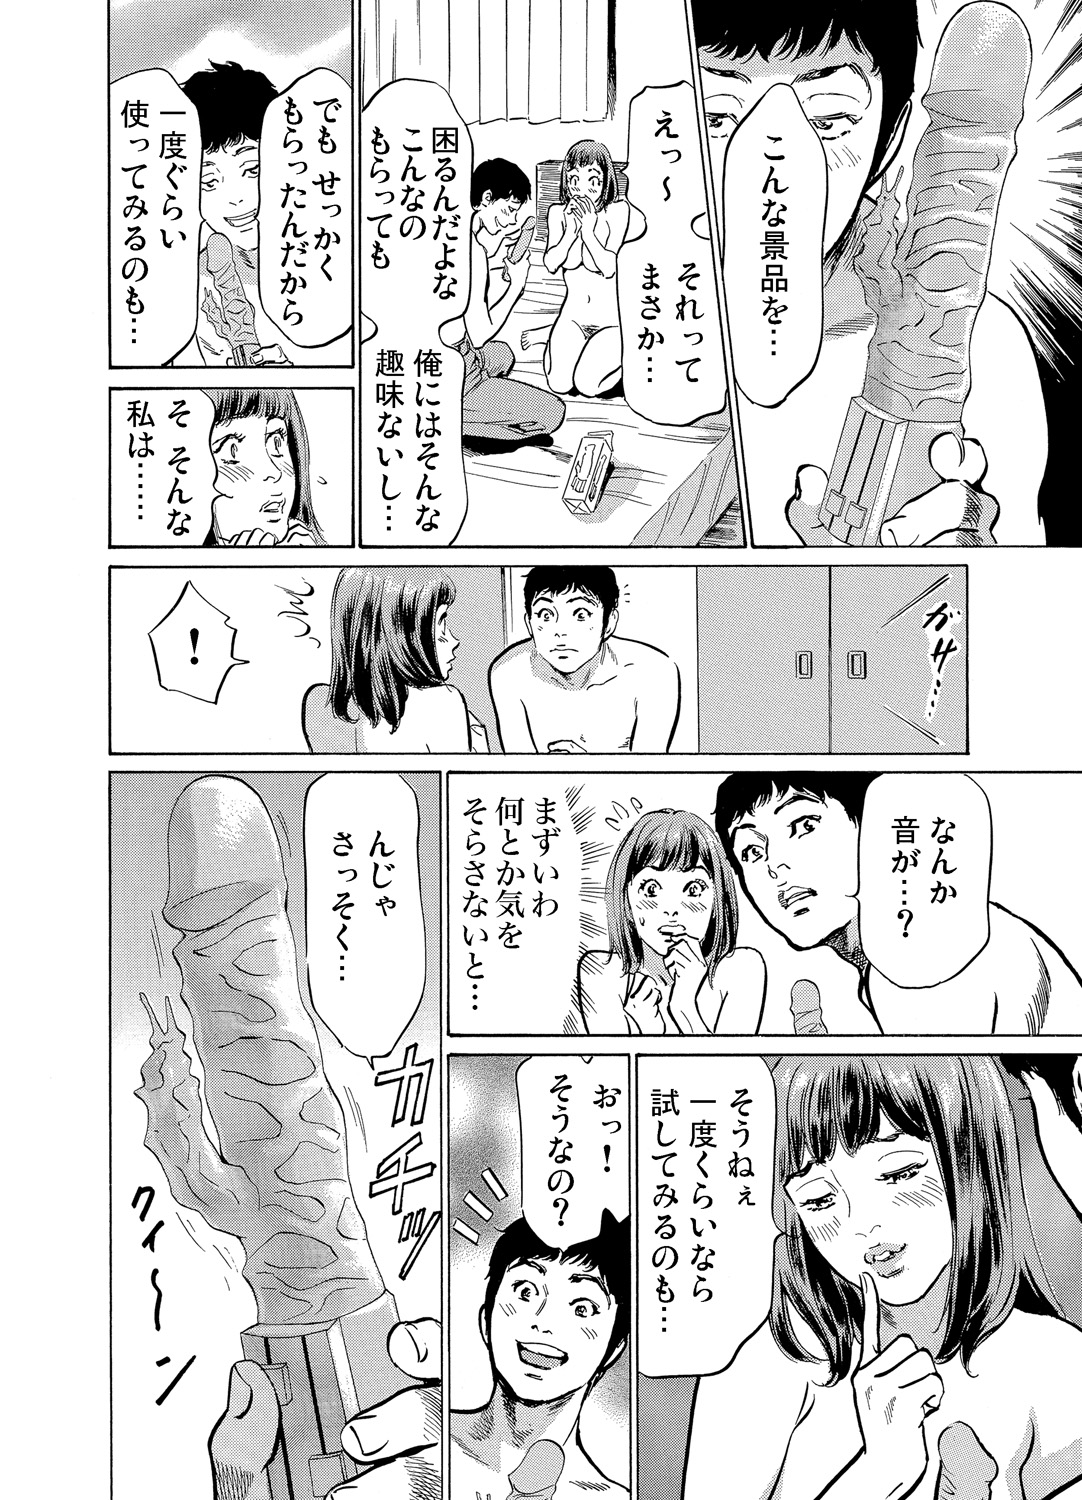 こんな景品を…
えっ～
それって
まさか…
困るんだよな
こんなの
もらっても
俺にはそんな
趣味ないし…
でも せっかく
もらったんだから
一度ぐらい
使ってみるのも…
そ そんな
私は……
ガサ…
！
なんか
音が…？
まずいわ
何とか気を
そらさないと…
そうねぇ
一度くらいなら
試してみるのも…
おっ！
そうなの？
んじゃ
さっそく…
カチッ
クィ～ン